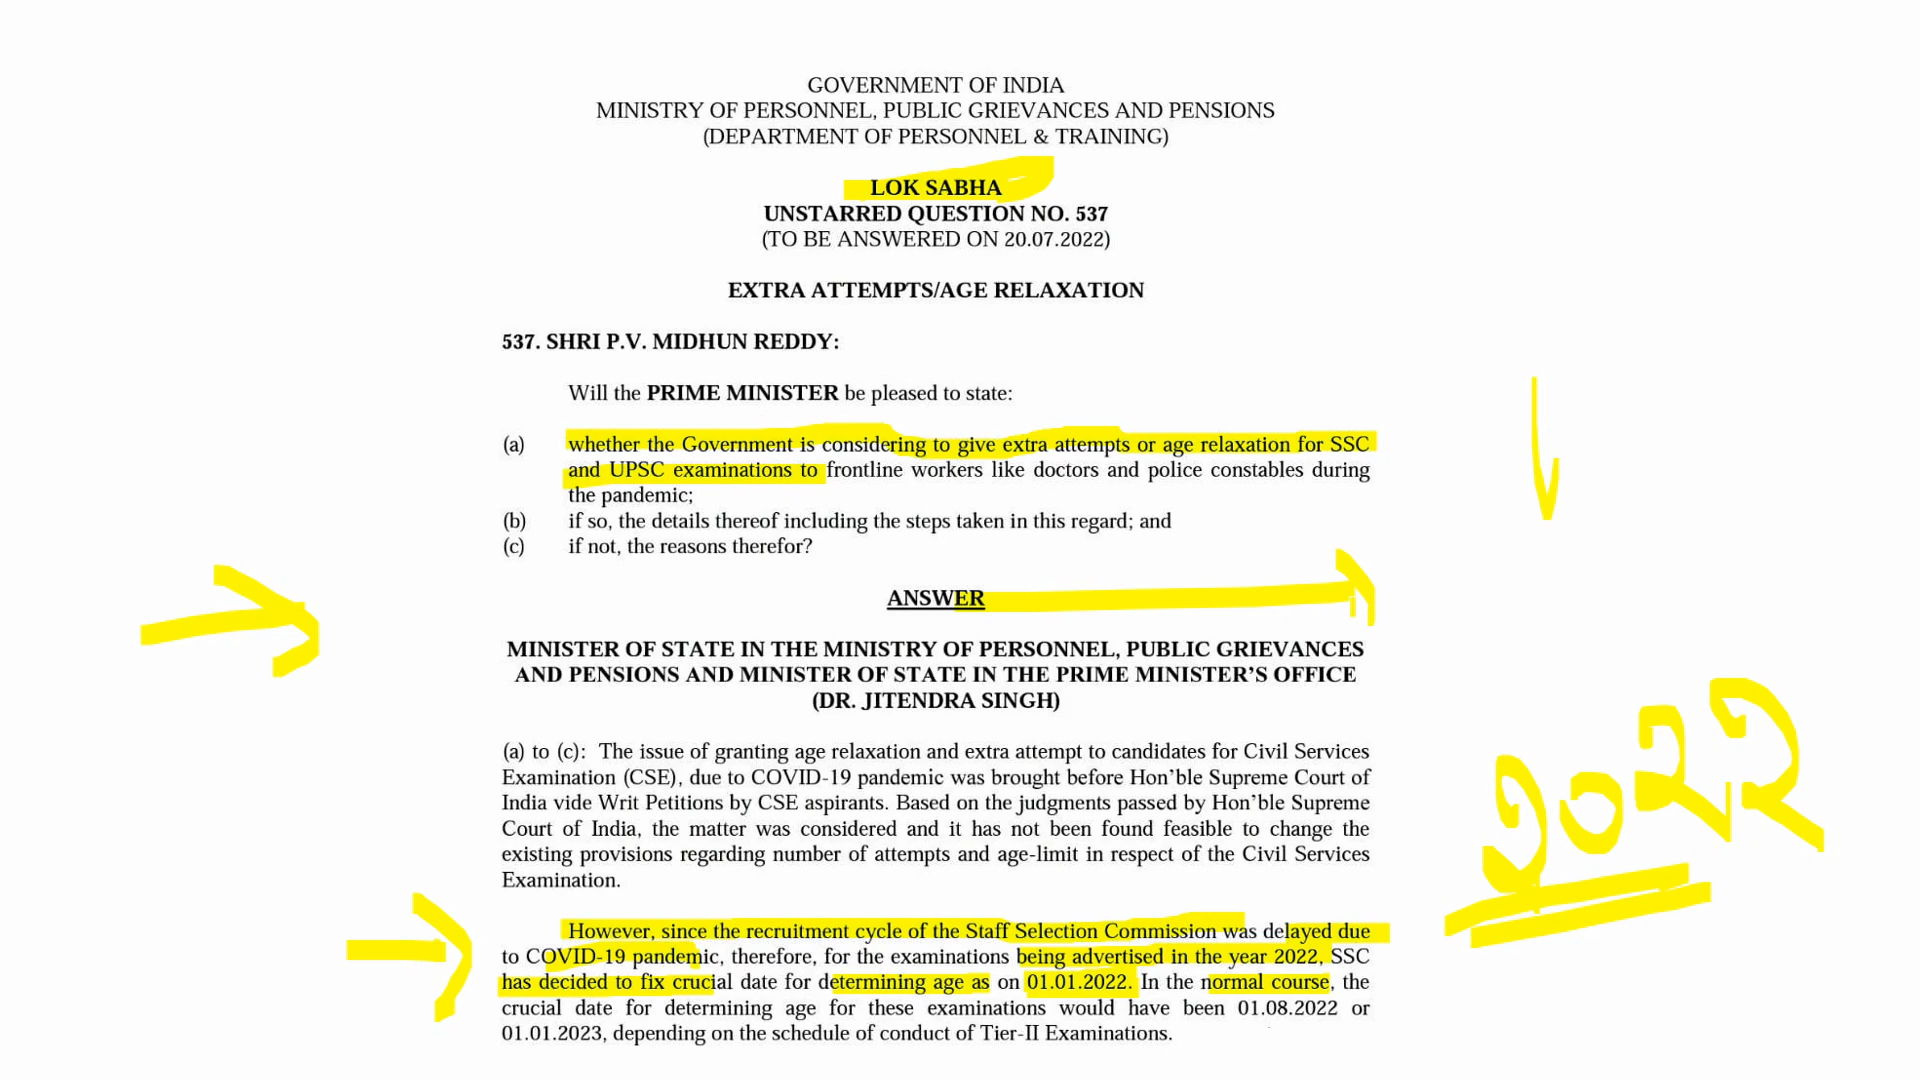 GOVERNMENT OF INDIA
MINISTRY OF PERSONNEL, PUBLIC GRIEVANCES AND PENSIONS
(DEPARTMENT OF PERSONNEL & TRAINING)
LOK SABHA
UNSTARRED QUESTION NO. 537
(TO BE ANSWERED ON 20.07.2022)
EXTRA ATTEMPTS/AGE RELAXATION
537. SHRI P.V. MIDHUN REDDY:
Will the PRIME MINISTER be pleased to state:
(a) whether the Government is considering to give extra attempts or age relaxation for SSC
and UPSC examinations to frontline workers like doctors and police constables during
the pandemic;
(b) if so, the details thereof including the steps taken in this regard; and
(c) if not, the reasons therefor?
ANSWER
MINISTER OF STATE IN THE MINISTRY OF PERSONNEL, PUBLIC GRIEVANCES
AND PENSIONS AND MINISTER OF STATE IN THE PRIME MINISTER'S OFFICE
(DR. JITENDRA SINGH)
(a) to (c): The issue of granting age relaxation and extra attempt to candidates for Civil Services
Examination (CSE), due to COVID-19 pandemic was brought before Hon'ble Supreme Court of
India vide Writ Petitions by CSE aspirants. Based on the judgments passed by Hon'ble Supreme
Court of India, the matter was considered and it has not been found feasible to change the
existing provisions regarding number of attempts and age-limit in respect of the Civil Services
Examination.
However, since the recruitment cycle of the Staff Selection Commission was delayed due
to COVID-19 pandemic, therefore, for the examinations being advertised in the year 2022, SSC
has decided to fix crucial date for determining age as on 01.01.2022. In the normal course, the
crucial date for determining age for these examinations would have been 01.08.2022 or
01.01.2023, depending on the schedule of conduct of Tier-II Examinations.
2022